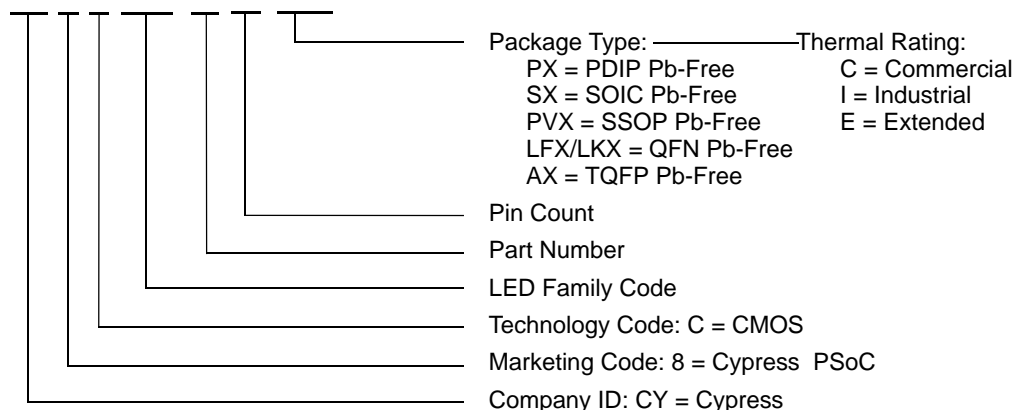 Package Type: Thermal Rating:
PX = PDIP Pb-Free C = Commercial
SX = SOIC Pb-Free I = Industrial
PVX = SSOP Pb-Free E = Extended
LFX/LKX = QFN Pb-Free
AX = TQFP Pb-Free
Pin Count
Part Number
LED Family Code
Technology Code: C = CMOS
Marketing Code: 8 = Cypress PSoC
Company ID: CY = Cypress